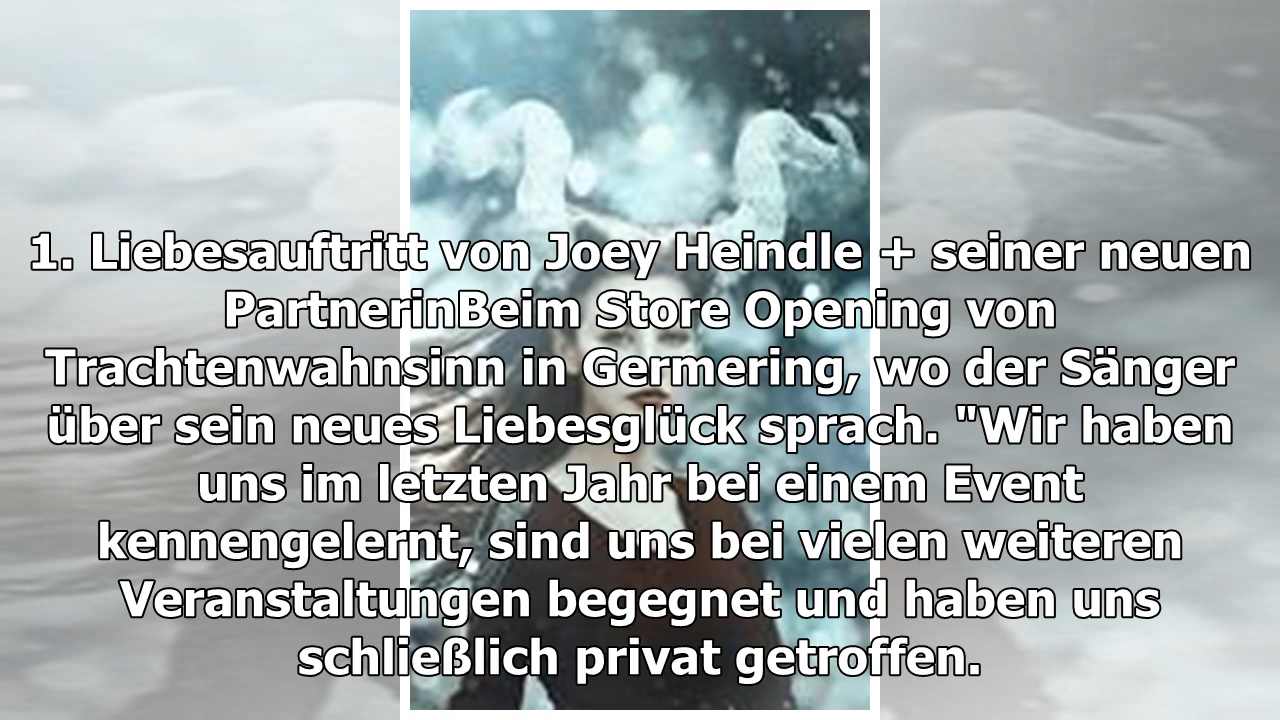 1. Liebesauftritt von Joey Heindle + seiner neuen
PartnerinBeim Store Opening von
Trachtenwahnsinn in Germering, wo der Sänger
über sein neues Liebesglück sprach. "Wir haben
uns im letzten Jahr bei einem Event
kennengelernt, sind uns bei vielen weiteren
Veranstaltungen begegnet und haben uns
schließlich privat getroffen.